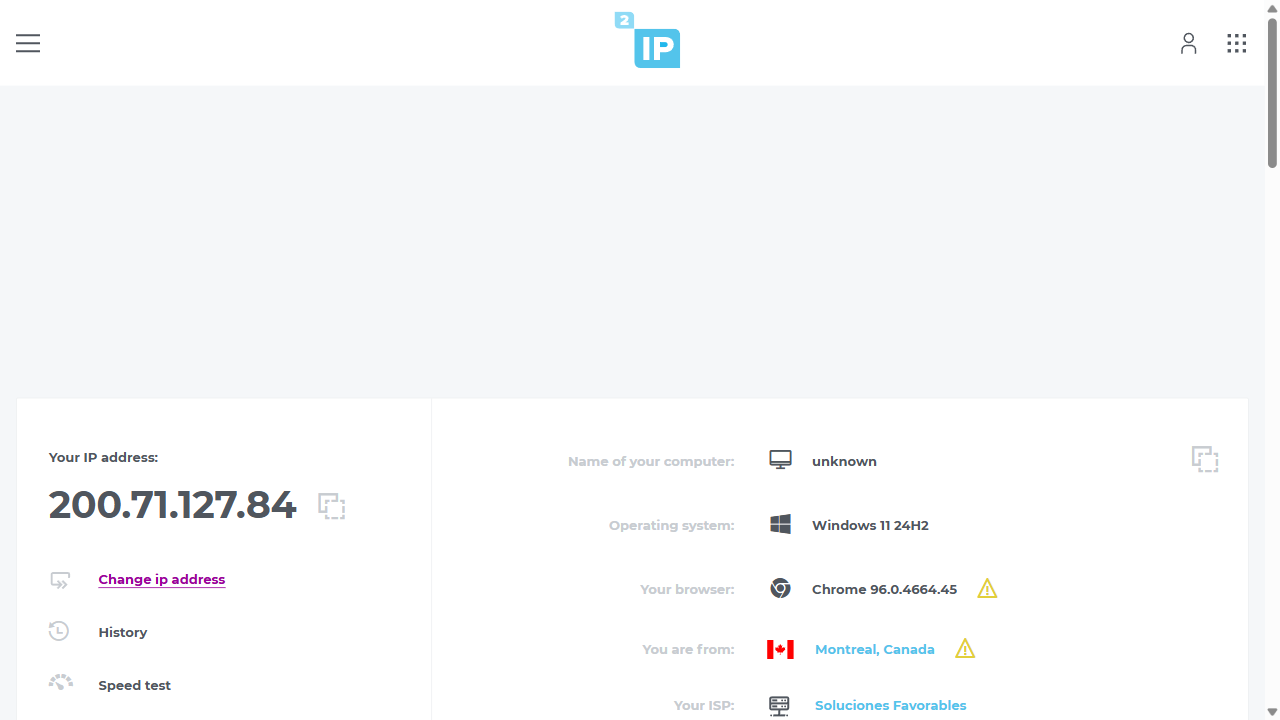 2
IP
Your IP address:
200.71.127.84
Change ip address
History
Speed test
Name of your computer: unknown
Operating system: Windows 11 24H2
Your browser: Chrome 96.0.4664.45
You are from: Montreal, Canada
Your ISP: Soluciones Favorables